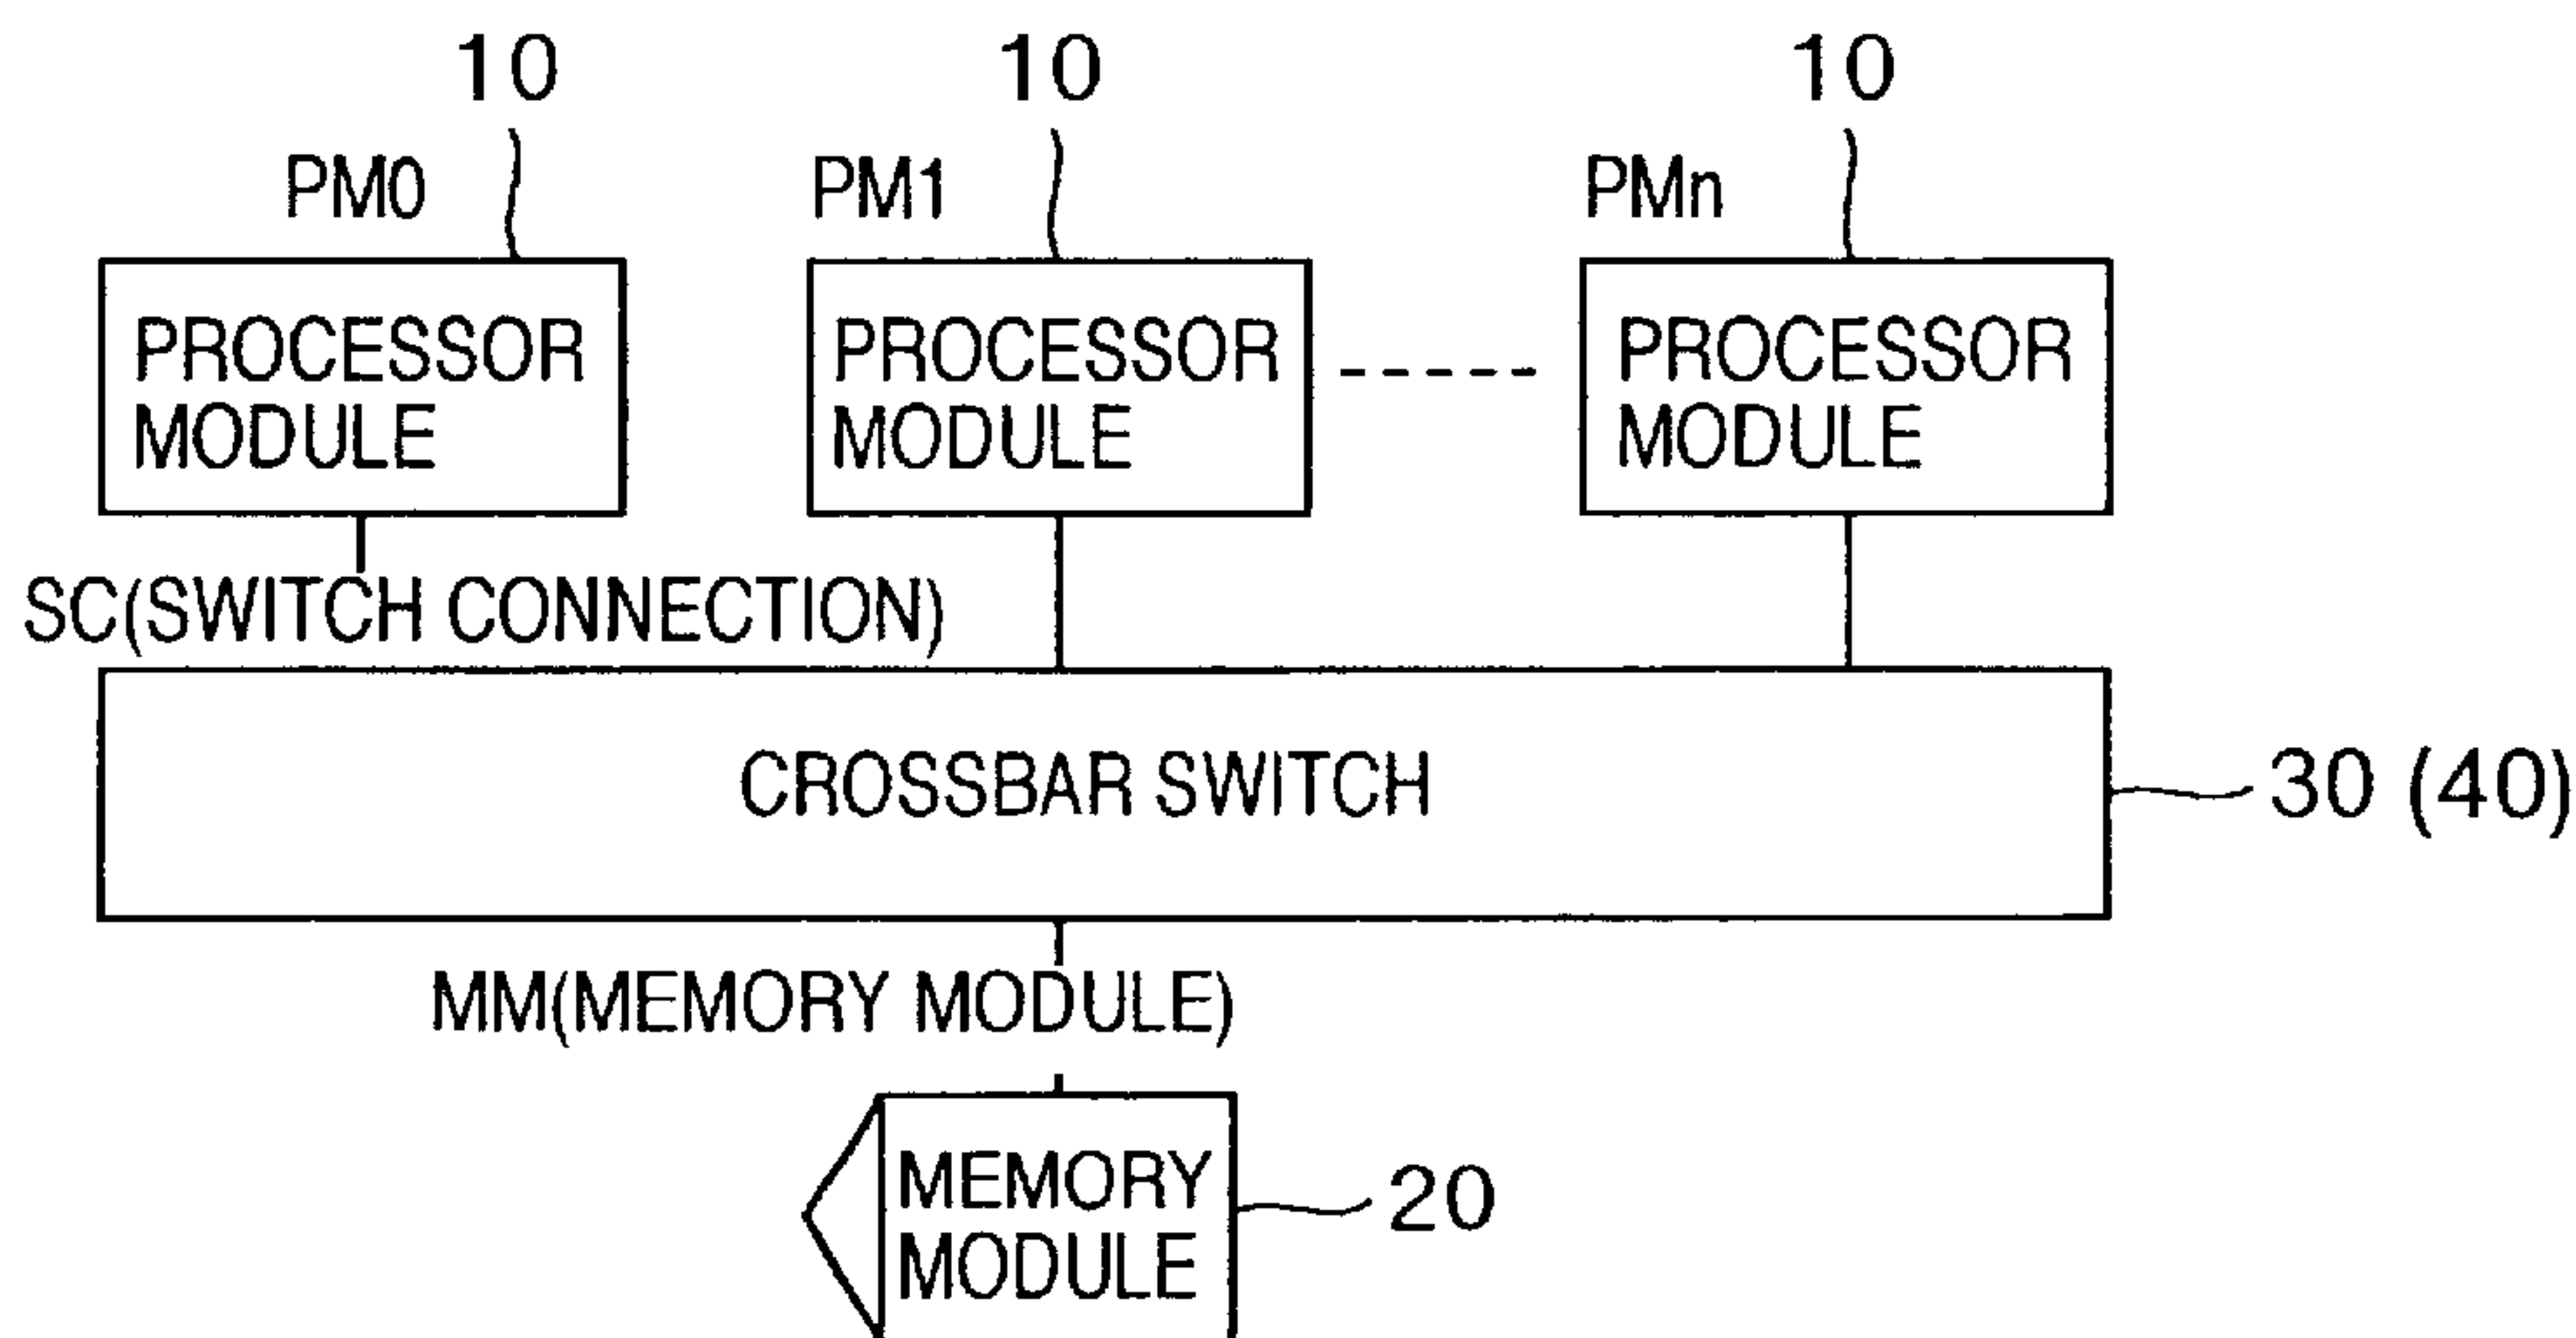 10
10
10
PM0
PM1
PMn
PROCESSOR
MODULE
PROCESSOR
MODULE
PROCESSOR
MODULE
SC(SWITCH CONNECTION)
CROSSBAR SWITCH
30 (40)
MM(MEMORY MODULE)
MEMORY
MODULE
20